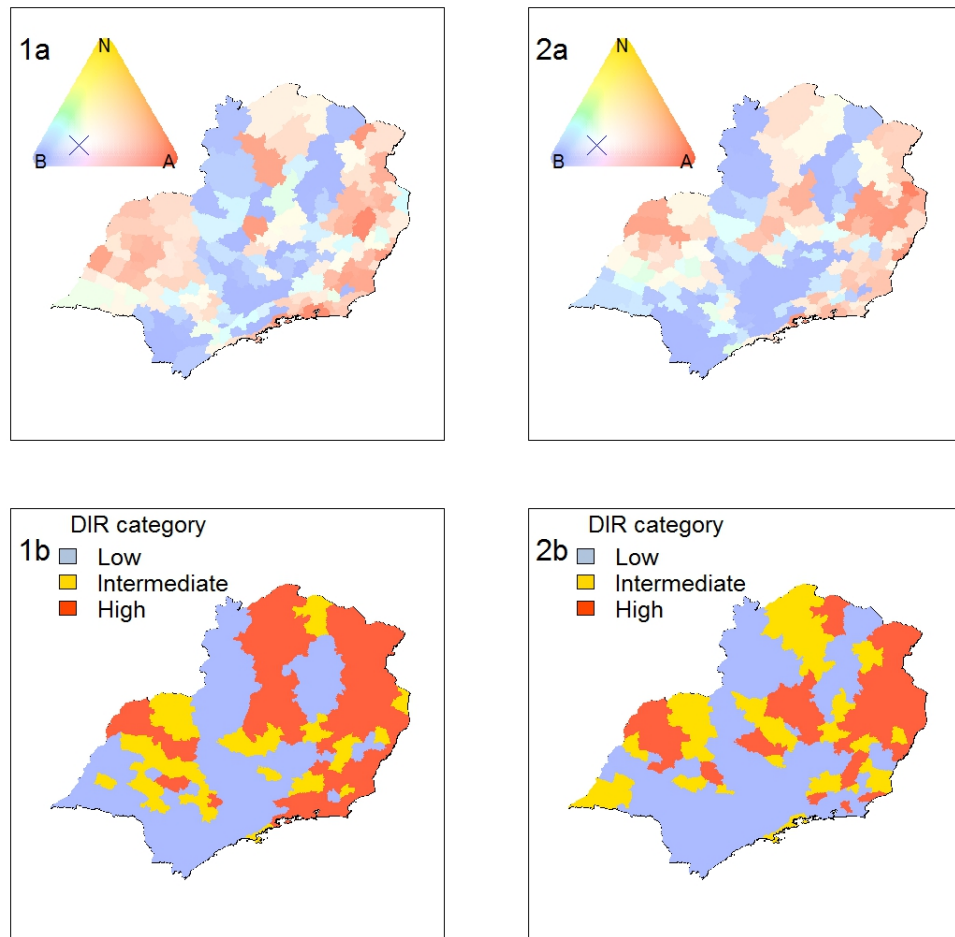 1a
N
B
A
2a
N
B
A
DIR category
1b
Low
Intermediate
High
DIR category
2b
Low
Intermediate
High